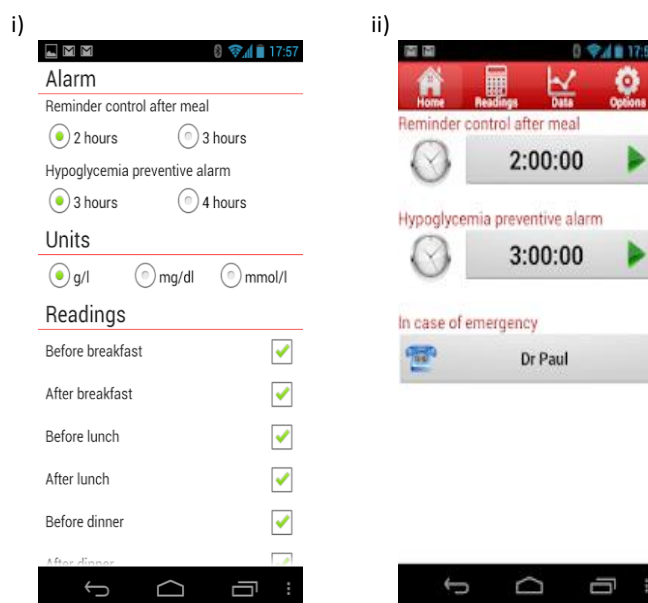 i)
17:57
Alarm
Reminder control after meal
2 hours 3 hours
Hypoglycemia preventive alarm
3 hours 4 hours
Units
g/l mg/dl mmol/l
Readings
Before breakfast
After breakfast
Before lunch
After lunch
Before dinner
After dinner
ii)
Home Readings Data Options
Reminder control after meal
2:00:00
Hypoglycemia preventive alarm
3:00:00
In case of emergency
Dr Paul